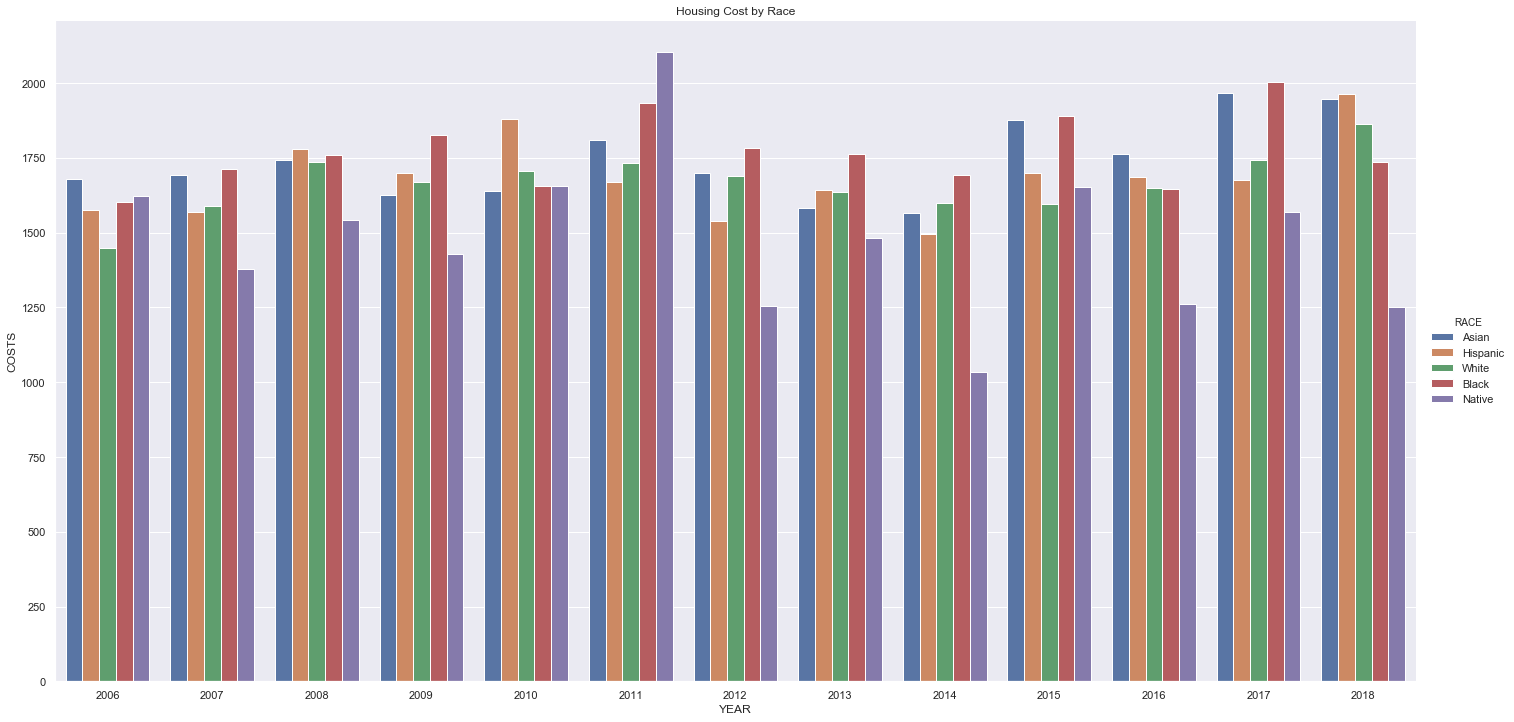 Housing Cost by Race
COSTS
2000
1750
1500
1250
1000
750
500
250
0
2006 2007 2008 2009 2010 2011 2012 2013 2014 2015 2016 2017 2018
YEAR
RACE
Asian
Hispanic
White
Black
Native